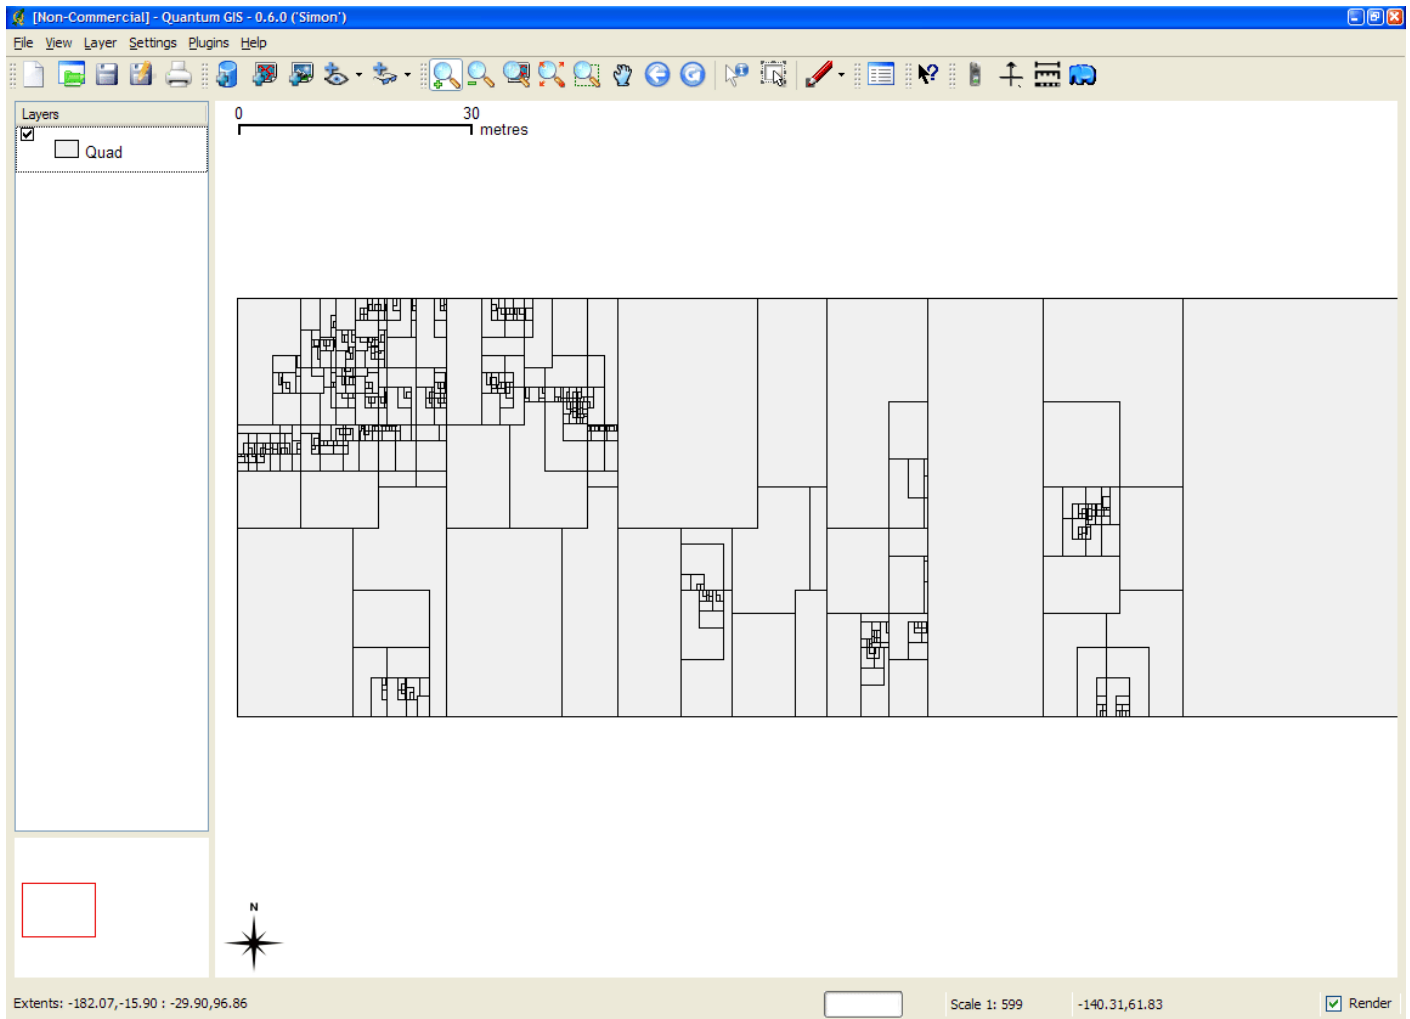 [Non-Commercial] - Quantum GIS - 0.6.0 ('Simon')
File View Layer Settings Plugins Help
Layers
Quad
0 30
metres
N
Extents: -182.07,-15.90 : -29.90,96.86
Scale 1: 599
-140.31,61.83
Render